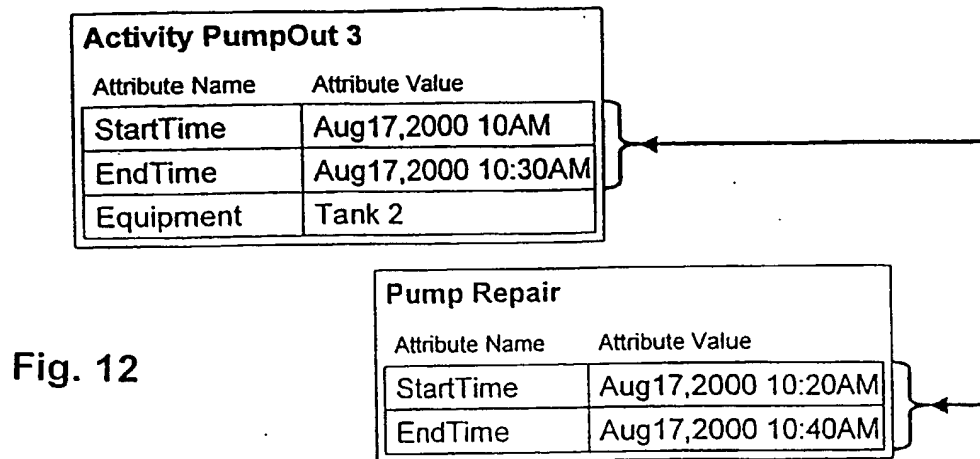 Activity PumpOut 3
Attribute Name Attribute Value
StartTime Aug17,2000 10AM
EndTime Aug17,2000 10:30AM
Equipment Tank 2
Pump Repair
Attribute Name Attribute Value
StartTime Aug17,2000 10:20AM
EndTime Aug17,2000 10:40AM
Fig. 12